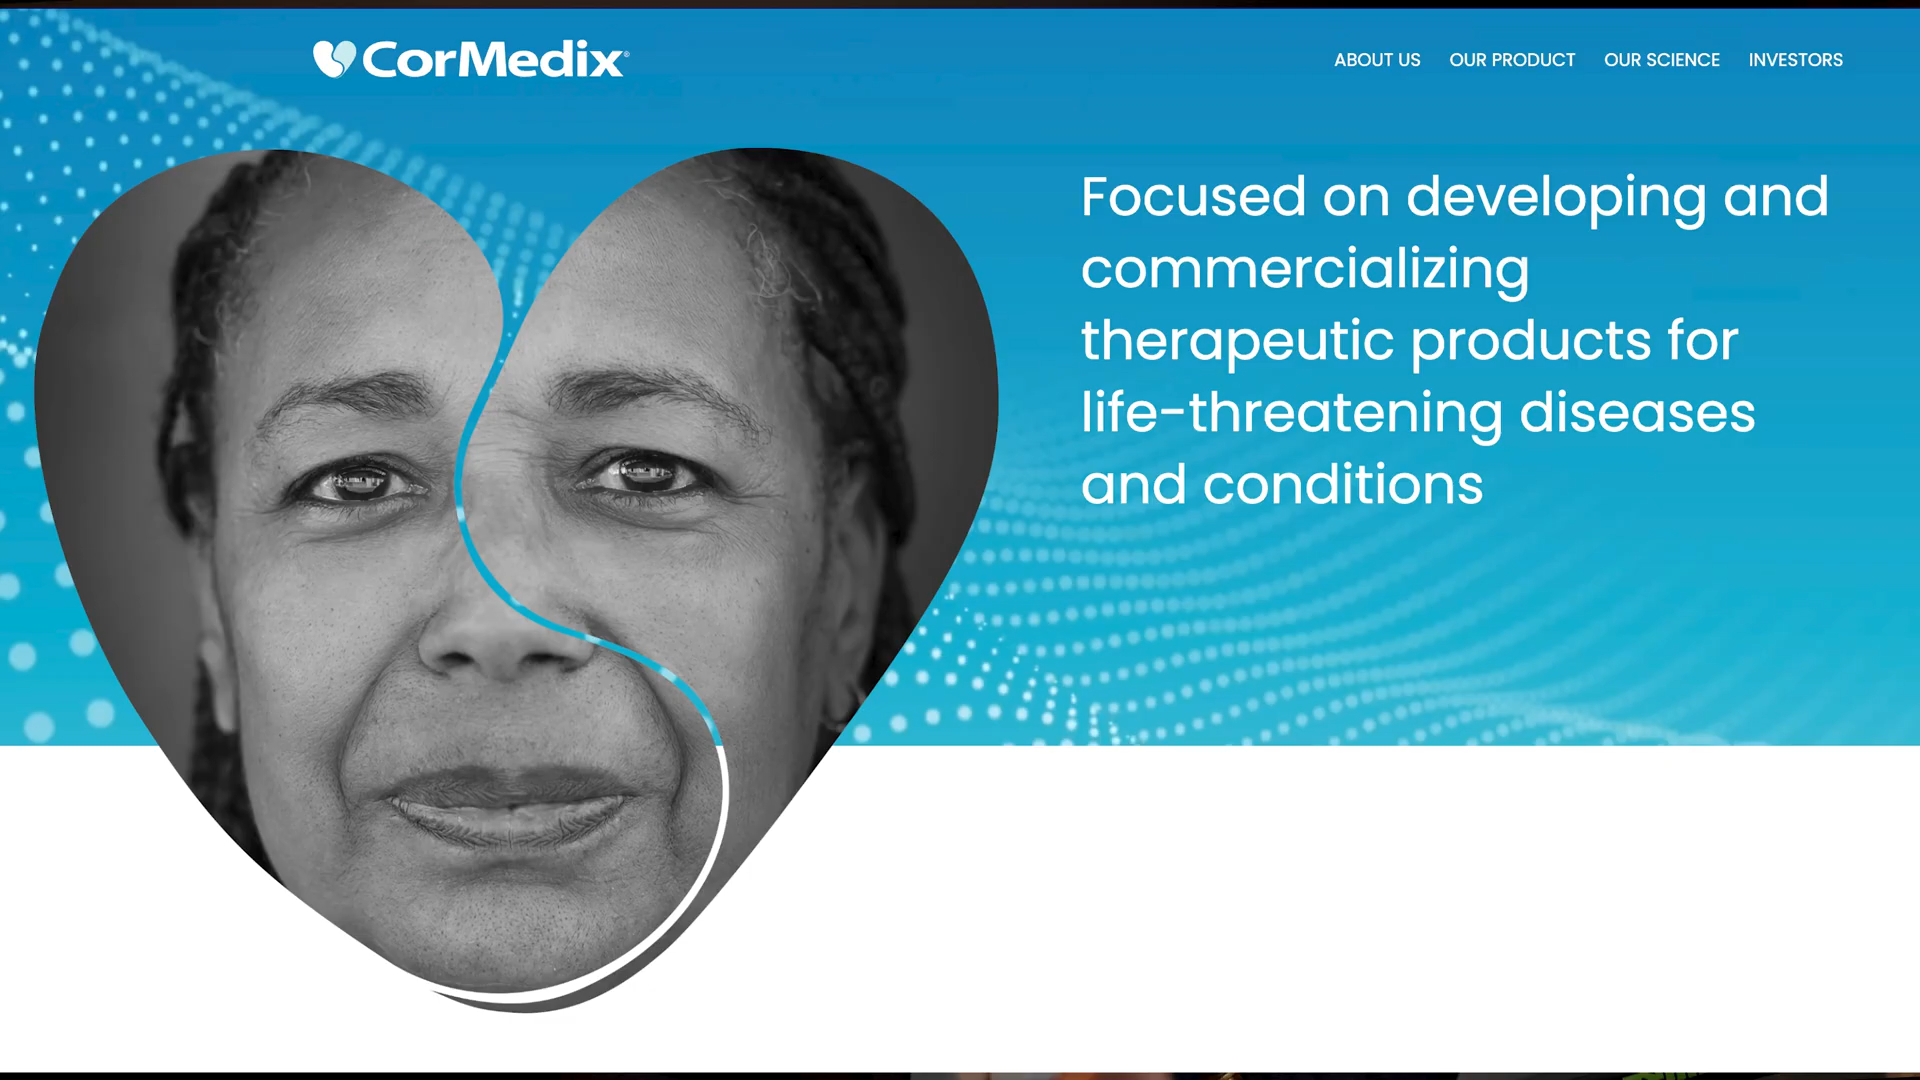 CorMedix®
ABOUT US OUR PRODUCT OUR SCIENCE INVESTORS
Focused on developing and
commercializing
therapeutic products for
life-threatening diseases
and conditions